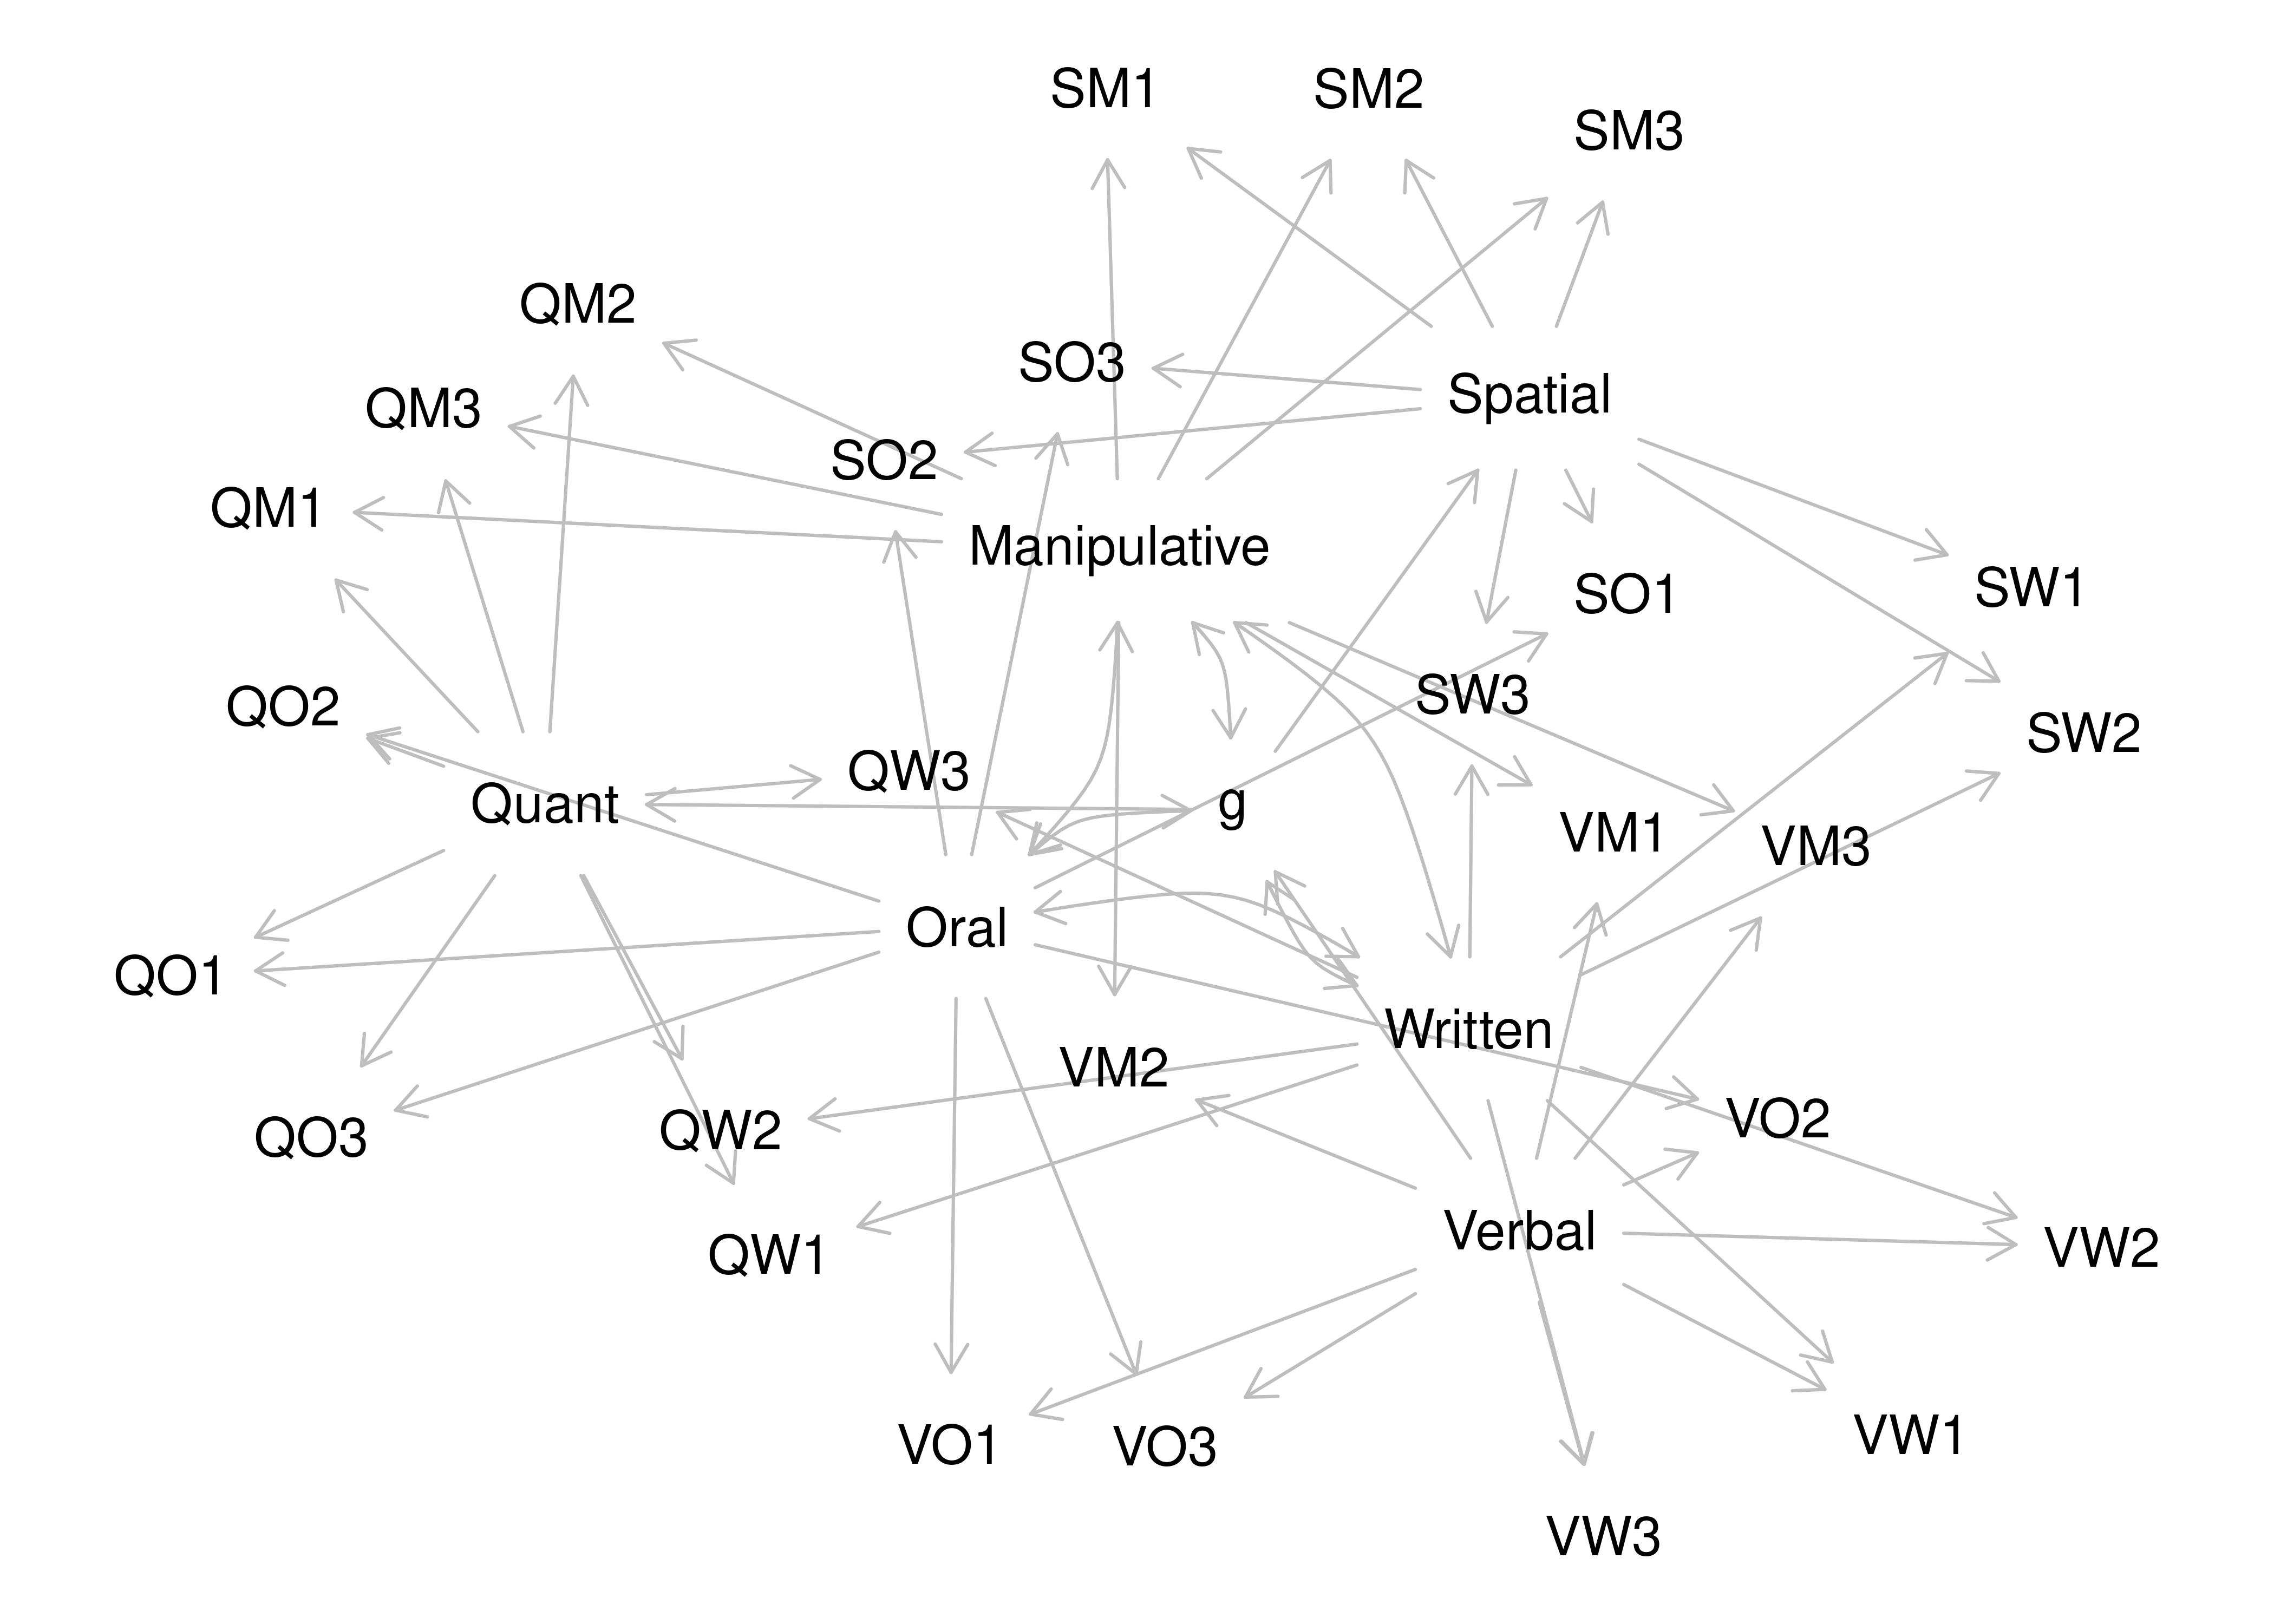 SM1
SM2
SM3
QM2
SO3
Spatial
QM3
SO2
QM1
Manipulative
SW1
SO1
SW3
QO2
SW2
QW3
Quant
g
VM1
VM3
Oral
QO1
Written
VM2
VO2
QW2
QO3
Verbal
VW2
QW1
VW1
VO1
VO3
VW3